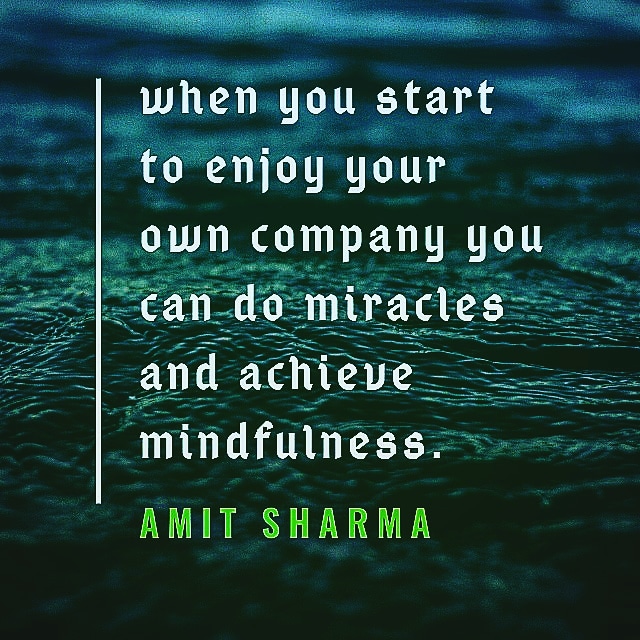 when you start
to enjoy your
own company you
can do miracles
and achieve
mindfulness.
AMIT SHARMA